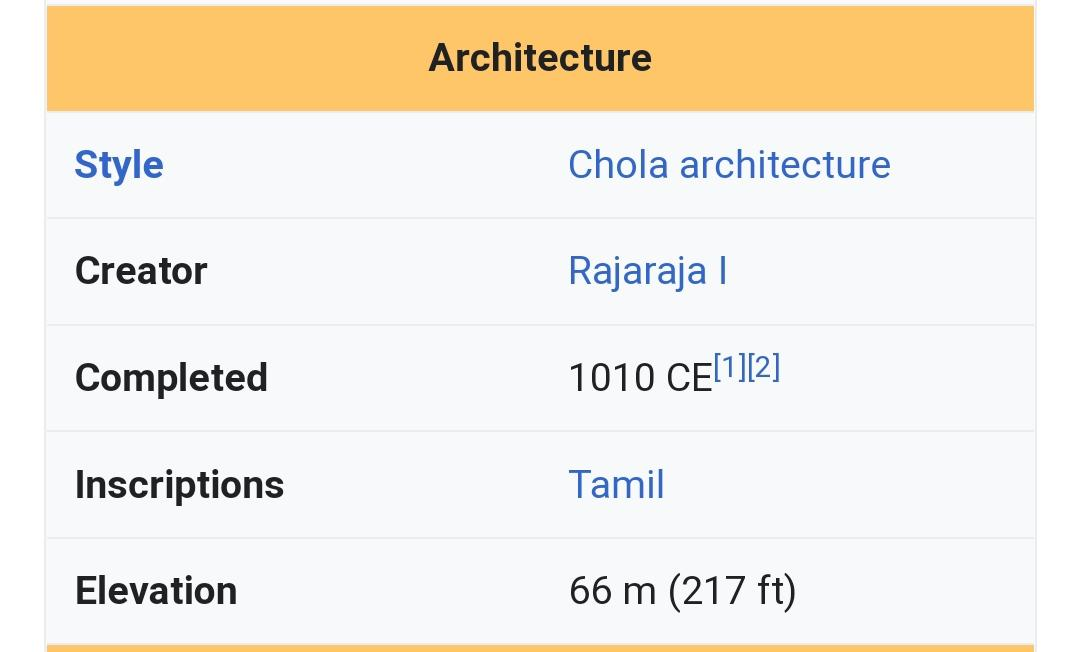 Architecture
Style Chola architecture
Creator Rajaraja I
Completed 1010 CE[1][2]
Inscriptions Tamil
Elevation 66 m (217 ft)